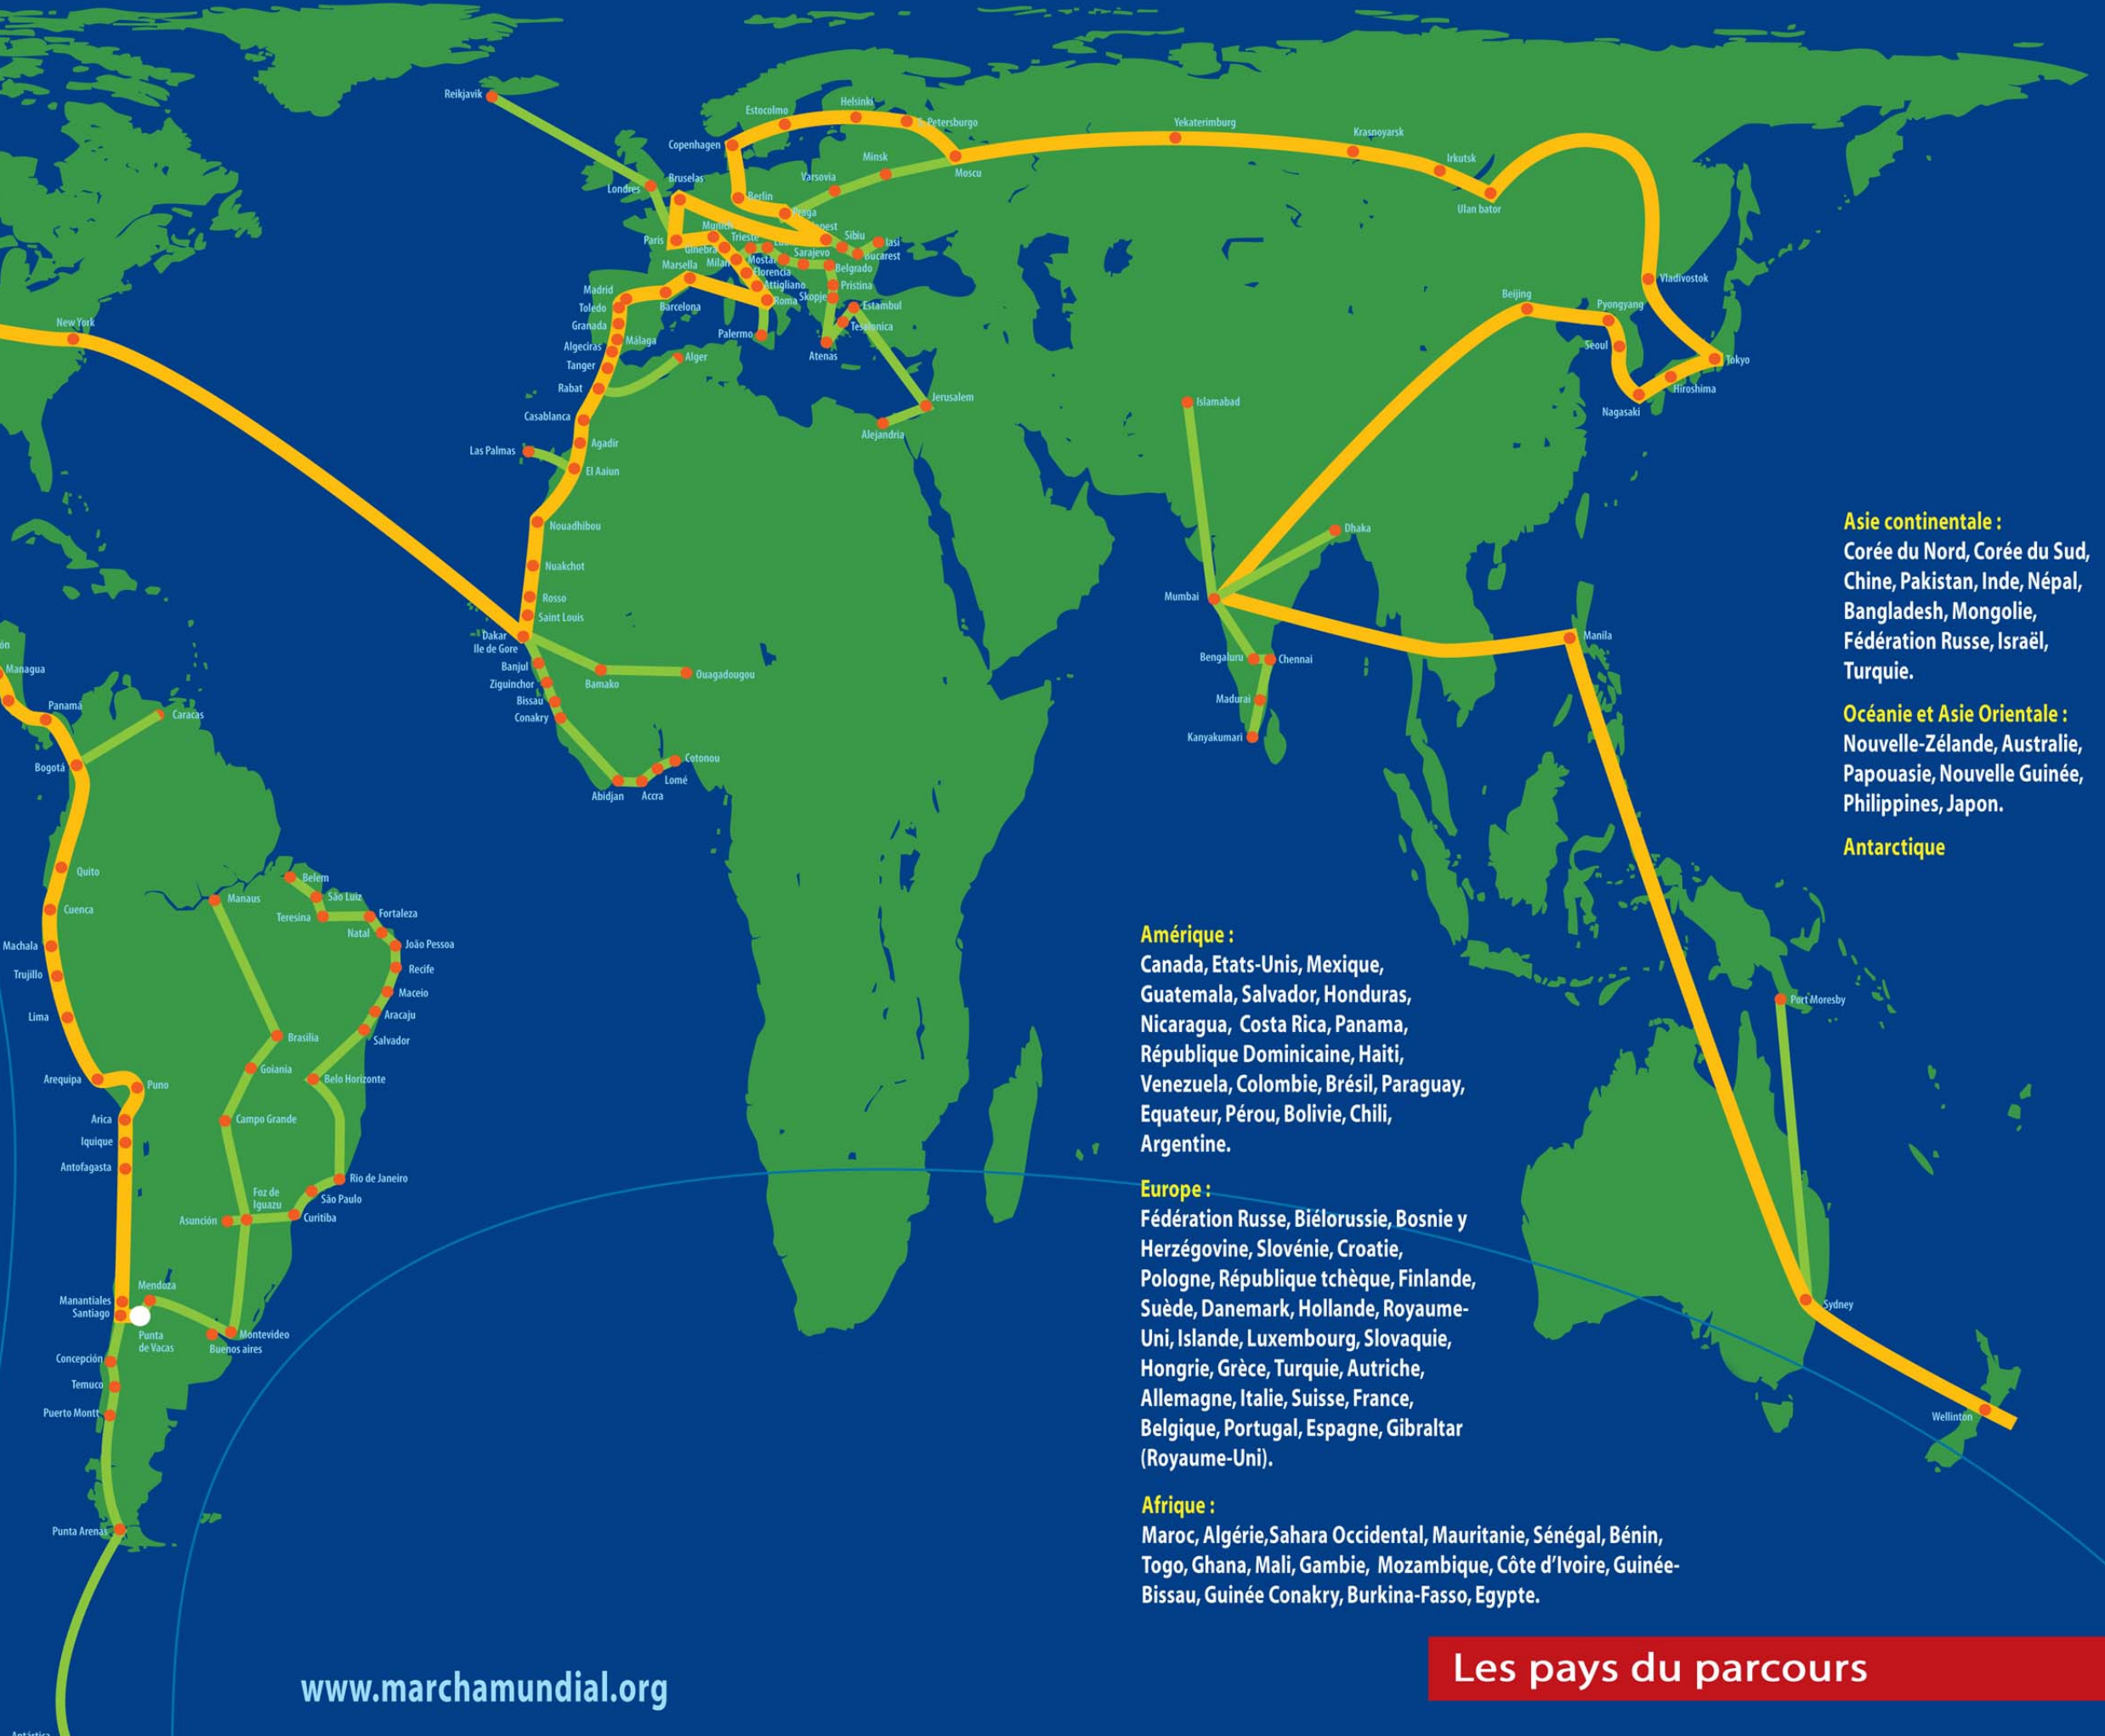 Reikjavik
Estocolmo
Helsinki
Petersburgo
Yekaterimburg
Krasnoyarsk
Irkutsk
Ulan bator
Copenhagen
Minsk
Moscu
Londres
Bruselas
Berlin
Varsovia
Paris
Munich
Ginebra
Trieste
Sibiu
Iasi
Bucarest
Sarajevo
Belgrado
Marsella
Milan
Mostar
Florencia
Attigliano
Pristina
Skopje
Roma
Estambul
Tesalonica
Atenas
Palermo
Madrid
Toledo
Barcelona
Granada
Málaga
Algeciras
Tanger
Alger
Rabat
Casablanca
Agadir
Las Palmas
El Aaiun
Jerusalem
Alejandria
New York
Vladivostok
Beijing
Pyongyang
Seoul
Tokyo
Hiroshima
Nagasaki
Islamabad
Dhaka
Mumbai
Bengaluru
Chennai
Madurai
Kanyakumari
Manila
Nouadhibou
Nuakchot
Rosso
Saint Louis
Dakar
Ile de Gore
Banjul
Ziguinchor
Bissau
Conakry
Bamako
Ouagadougou
Cotonou
Lomé
Accra
Abidjan
ón
Managua
Panamá
Caracas
Bogotá
Quito
Cuenca
Machala
Trujillo
Lima
Arequipa
Puno
Arica
Iquique
Antofagasta
Manaus
Belem
São Luiz
Teresina
Fortaleza
Natal
João Pessoa
Recife
Maceio
Aracaju
Salvador
Brasilia
Goiania
Belo Horizonte
Campo Grande
Rio de Janeiro
São Paulo
Foz de
Iguazu
Curitiba
Asunción
Mendoza
Manantiales
Santiago
Punta
de Vacas
Montevideo
Buenos aires
Concepción
Temuco
Puerto Montt
Punta Arenas
Antástica
Port Moresby
Sydney
Wellinton
Asie continentale :
Corée du Nord, Corée du Sud,
Chine, Pakistan, Inde, Népal,
Bangladesh, Mongolie,
Fédération Russe, Israël,
Turquie.
Océanie et Asie Orientale :
Nouvelle-Zélande, Australie,
Papouasie, Nouvelle Guinée,
Philippines, Japon.
Antarctique
Amérique :
Canada, Etats-Unis, Mexique,
Guatemala, Salvador, Honduras,
Nicaragua, Costa Rica, Panama,
République Dominicaine, Haiti,
Venezuela, Colombie, Brésil, Paraguay,
Equateur, Pérou, Bolivie, Chili,
Argentine.
Europe :
Fédération Russe, Biélorussie, Bosnie y
Herzégovine, Slovénie, Croatie,
Pologne, République tchèque, Finlande,
Suède, Danemark, Hollande, Royaume-
Uni, Islande, Luxembourg, Slovaquie,
Hongrie, Grèce, Turquie, Autriche,
Allemagne, Italie, Suisse, France,
Belgique, Portugal, Espagne, Gibraltar
(Royaume-Uni).
Afrique :
Maroc, Algérie,Sahara Occidental, Mauritanie, Sénégal, Bénin,
Togo, Ghana, Mali, Gambie, Mozambique, Côte d'Ivoire, Guinée-
Bissau, Guinée Conakry, Burkina-Fasso, Egypte.
Les pays du parcours
www.marchamundial.org